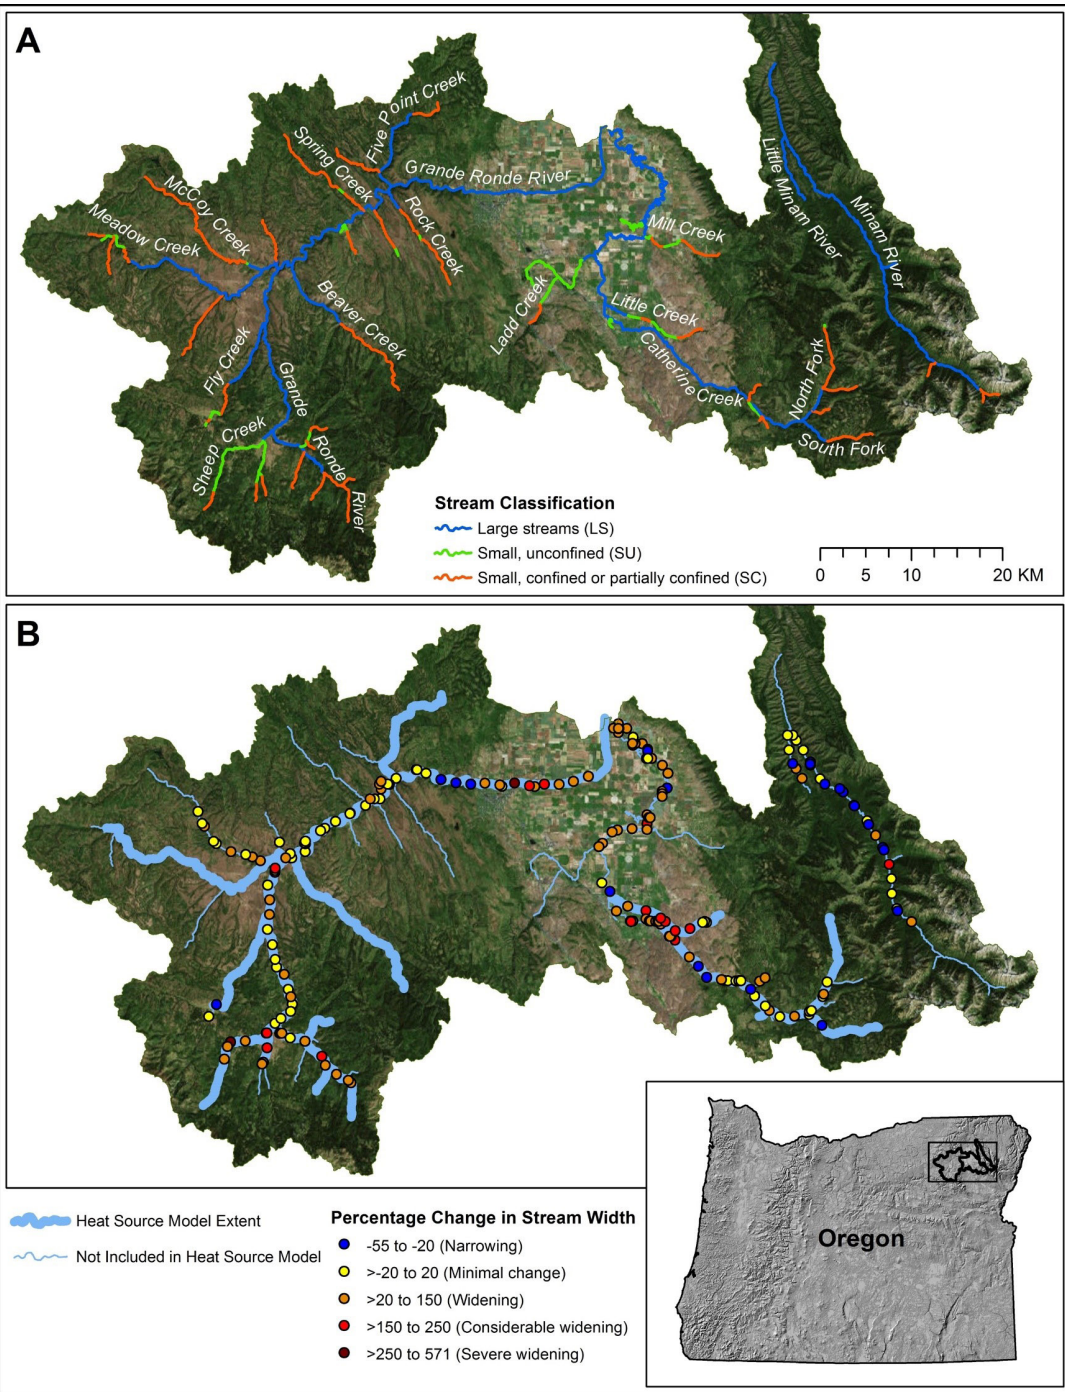 A
Five Point Creek
Spring Creek
Grande Ronde River
McCoy Creek
Rock Creek
Meadow Creek
Mill Creek
Little Minam River
Minam River
Beaver Creek
Ladd Creek
Little Creek
Fly Creek
Grande
Catherine Creek
North Fork
Sheep Creek
Ronde
South Fork
River
Stream Classification
Large streams (LS)
Small, unconfined (SU)
Small, confined or partially confined (SC)
0 5 10 20 KM
B
Oregon
Heat Source Model Extent
Not Included in Heat Source Model
Percentage Change in Stream Width
-55 to -20 (Narrowing)
>-20 to 20 (Minimal change)
>20 to 150 (Widening)
>150 to 250 (Considerable widening)
>250 to 571 (Severe widening)